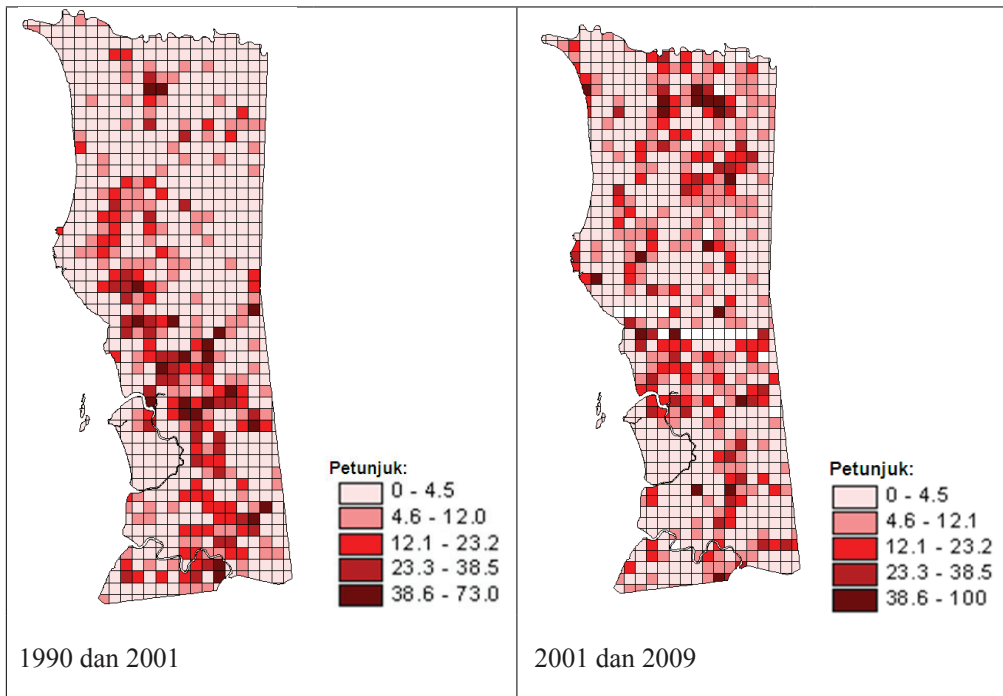 Petunjuk:
0 - 4.5
4.6 - 12.0
12.1 - 23.2
23.3 - 38.5
38.6 - 73.0
1990 dan 2001
Petunjuk:
0 - 4.5
4.6 - 12.1
12.1 - 23.2
23.3 - 38.5
38.6 - 100
2001 dan 2009